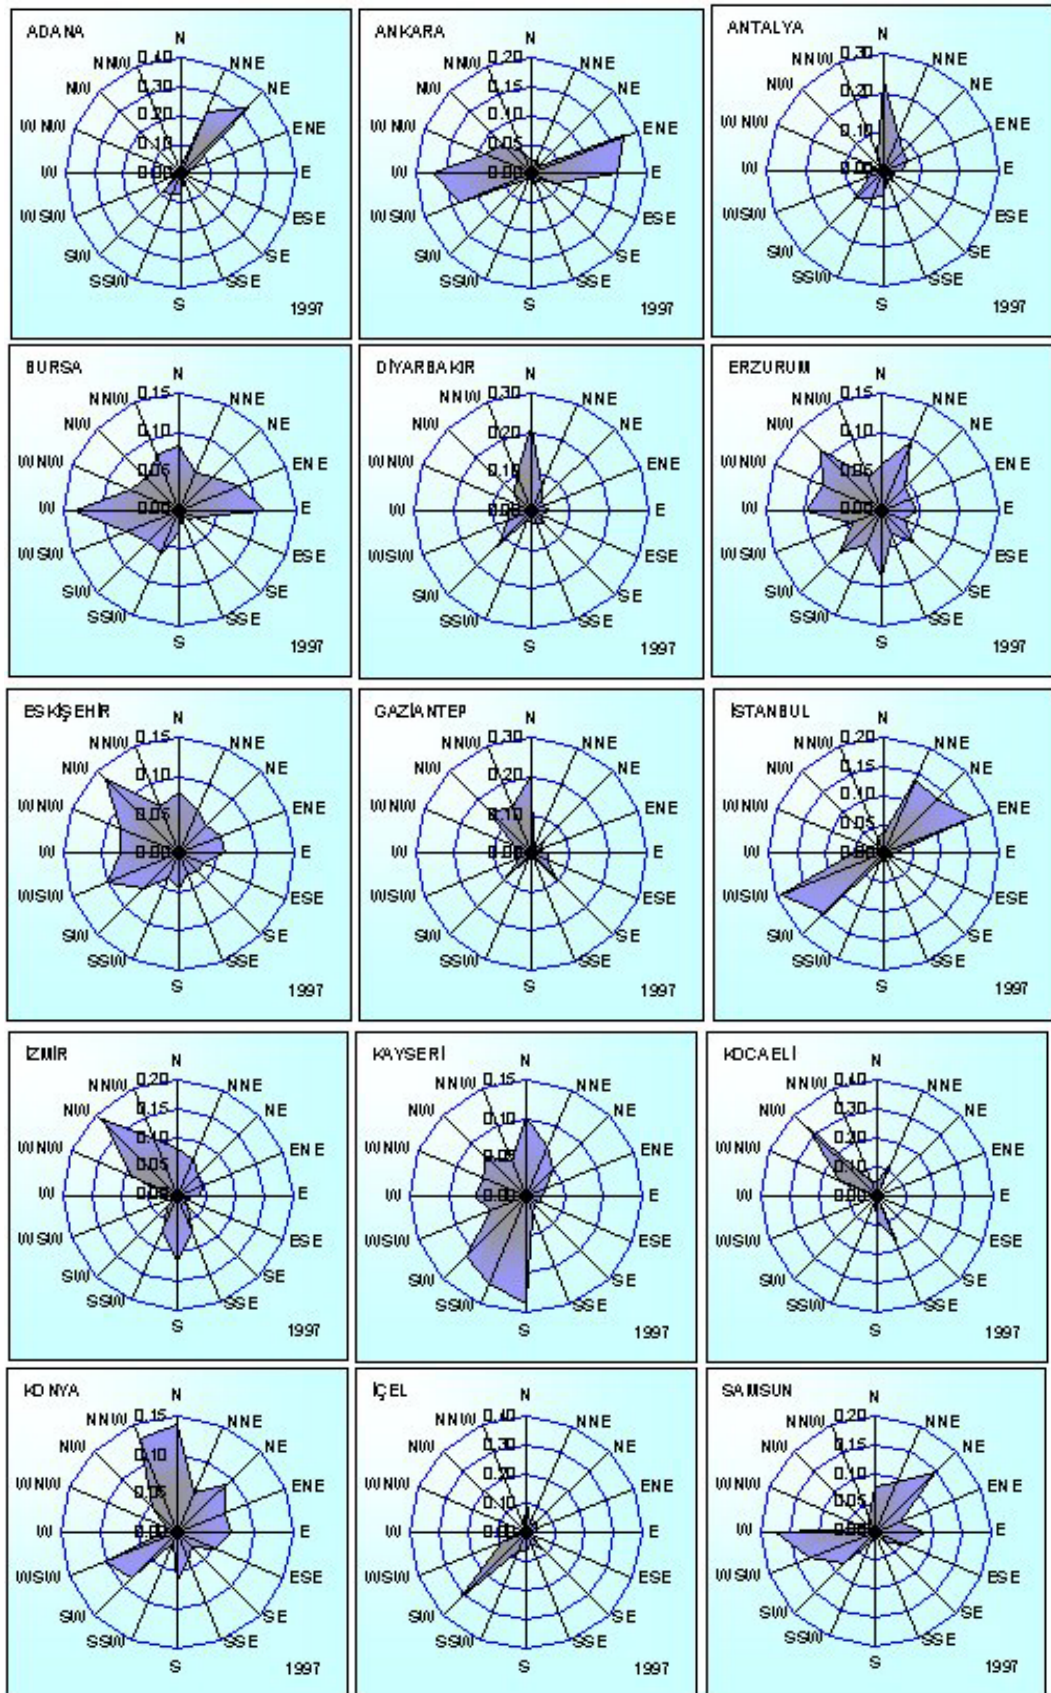 ADANA
N
NNW 0.40 NNE
NW 0.30 NE
WNW 0.20 ENE
0.10
W 0.00 E
WSW ESE
SW SE
SSW SSE
S
1997
ANKARA
N
NNW 0.20 NNE
NW 0.15 NE
WNW 0.10 ENE
0.05
W 0.00 E
WSW ESE
SW SE
SSW SSE
S
1997
ANTALYA
N
NNW 0.30 NNE
NW 0.20 NE
WNW 0.10 ENE
W 0.00 E
WSW ESE
SW SE
SSW SSE
S
1997
BURSA
N
NNW 0.15 NNE
NW 0.10 NE
WNW 0.05 ENE
W 0.00 E
WSW ESE
SW SE
SSW SSE
S
1997
DİYARBAKIR
N
NNW 0.30 NNE
NW 0.20 NE
WNW 0.10 ENE
W 0.00 E
WSW ESE
SW SE
SSW SSE
S
1997
ERZURUM
N
NNW 0.15 NNE
NW 0.10 NE
WNW 0.05 ENE
W 0.00 E
WSW ESE
SW SE
SSW SSE
S
1997
ESKİŞEHİR
N
NNW 0.15 NNE
NW 0.10 NE
WNW 0.05 ENE
W 0.00 E
WSW ESE
SW SE
SSW SSE
S
1997
GAZİANTEP
N
NNW 0.30 NNE
NW 0.20 NE
WNW 0.10 ENE
W 0.00 E
WSW ESE
SW SE
SSW SSE
S
1997
İSTANBUL
N
NNW 0.20 NNE
NW 0.15 NE
WNW 0.10 ENE
0.05
W 0.00 E
WSW ESE
SW SE
SSW SSE
S
1997
İZMİR
N
NNW 0.20 NNE
NW 0.15 NE
WNW 0.10 ENE
0.05
W 0.00 E
WSW ESE
SW SE
SSW SSE
S
1997
KAYSERİ
N
NNW 0.15 NNE
NW 0.10 NE
WNW 0.05 ENE
W 0.00 E
WSW ESE
SW SE
SSW SSE
S
1997
KOCAELİ
N
NNW 0.40 NNE
NW 0.30 NE
WNW 0.20 ENE
0.10
W 0.00 E
WSW ESE
SW SE
SSW SSE
S
1997
KONYA
N
NNW 0.15 NNE
NW 0.10 NE
WNW 0.05 ENE
W 0.00 E
WSW ESE
SW SE
SSW SSE
S
1997
İÇEL
N
NNW 0.40 NNE
NW 0.30 NE
WNW 0.20 ENE
0.10
W 0.00 E
WSW ESE
SW SE
SSW SSE
S
1997
SAMSUN
N
NNW 0.20 NNE
NW 0.15 NE
WNW 0.10 ENE
0.05
W 0.00 E
WSW ESE
SW SE
SSW SSE
S
1997